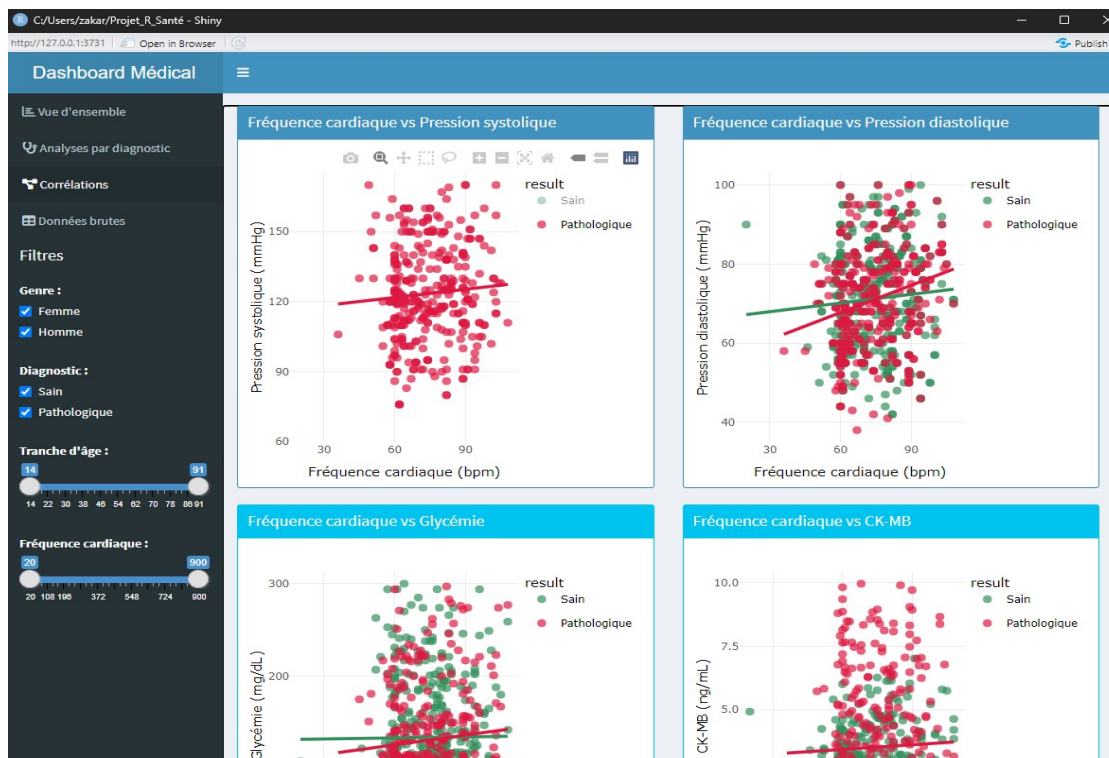 C:/Users/zakar/Projet_R_Santé - Shiny
http://127.0.0.1:3731 Open in Browser Publish
Dashboard Médical
Vue d'ensemble
Analyses par diagnostic
Corrélations
Données brutes
Filtres
Genre :
Femme
Homme
Diagnostic :
Sain
Pathologique
Tranche d'âge :
14 91
14 22 30 38 46 54 62 70 78 86 91
Fréquence cardiaque :
20 900
20 108 196 372 548 724 900
Fréquence cardiaque vs Pression systolique
result
Sain
Pathologique
Pression systolique (mmHg)
150
120
90
60
30 60 90
Fréquence cardiaque (bpm)
Fréquence cardiaque vs Pression diastolique
result
Sain
Pathologique
Pression diastolique (mmHg)
100
80
60
40
30 60 90
Fréquence cardiaque (bpm)
Fréquence cardiaque vs Glycémie
result
Sain
Pathologique
Glycémie (mg/dL)
300
200
Fréquence cardiaque vs CK-MB
result
Sain
Pathologique
CK-MB (ng/mL)
10.0
7.5
5.0